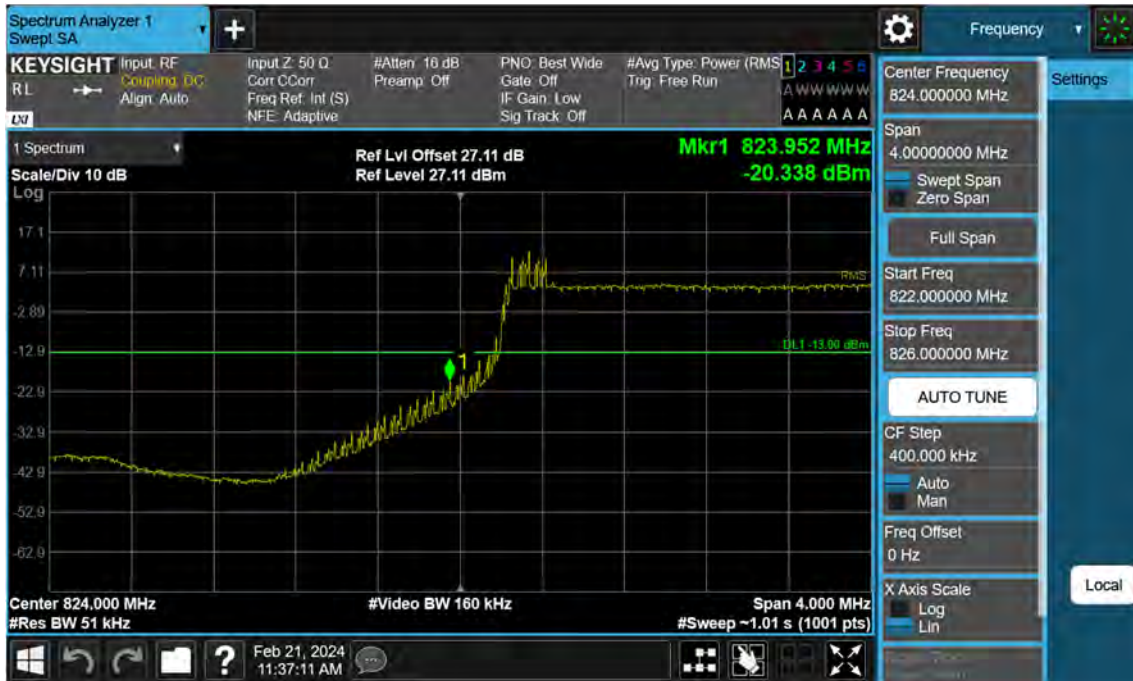 Spectrum Analyzer 1
Swept SA
Frequency
KEYSIGHT
RL
LXI
Input: RF
Coupling: DC
Align: Auto
Input Z: 50 Ω
Corr CCorr
Freq Ref: Int (S)
NFE: Adaptive
#Atten: 16 dB
Preamp: Off
PNO: Best Wide
Gate: Off
IF Gain: Low
Sig Track: Off
#Avg Type: Power (RMS
Trig: Free Run
1 2 3 4 5 6
A W W W W W
A A A A A A
1 Spectrum
Scale/Div 10 dB
Ref Lvl Offset 27.11 dB
Ref Level 27.11 dBm
Mkr1 823.952 MHz
-20.338 dBm
Log
17.1
7.11
-2.89
-12.9
-22.9
-32.9
-42.9
-52.9
-62.9
RMS
DL1 -13.00 dBm
1
Center 824.000 MHz
#Res BW 51 kHz
#Video BW 160 kHz
Span 4.000 MHz
#Sweep ~1.01 s (1001 pts)
Center Frequency
824.000000 MHz
Span
4.00000000 MHz
Swept Span
Zero Span
Full Span
Start Freq
822.000000 MHz
Stop Freq
826.000000 MHz
AUTO TUNE
CF Step
400.000 kHz
Auto
Man
Freq Offset
0 Hz
X Axis Scale
Log
Lin
Settings
Local
?
Feb 21, 2024
11:37:11 AM